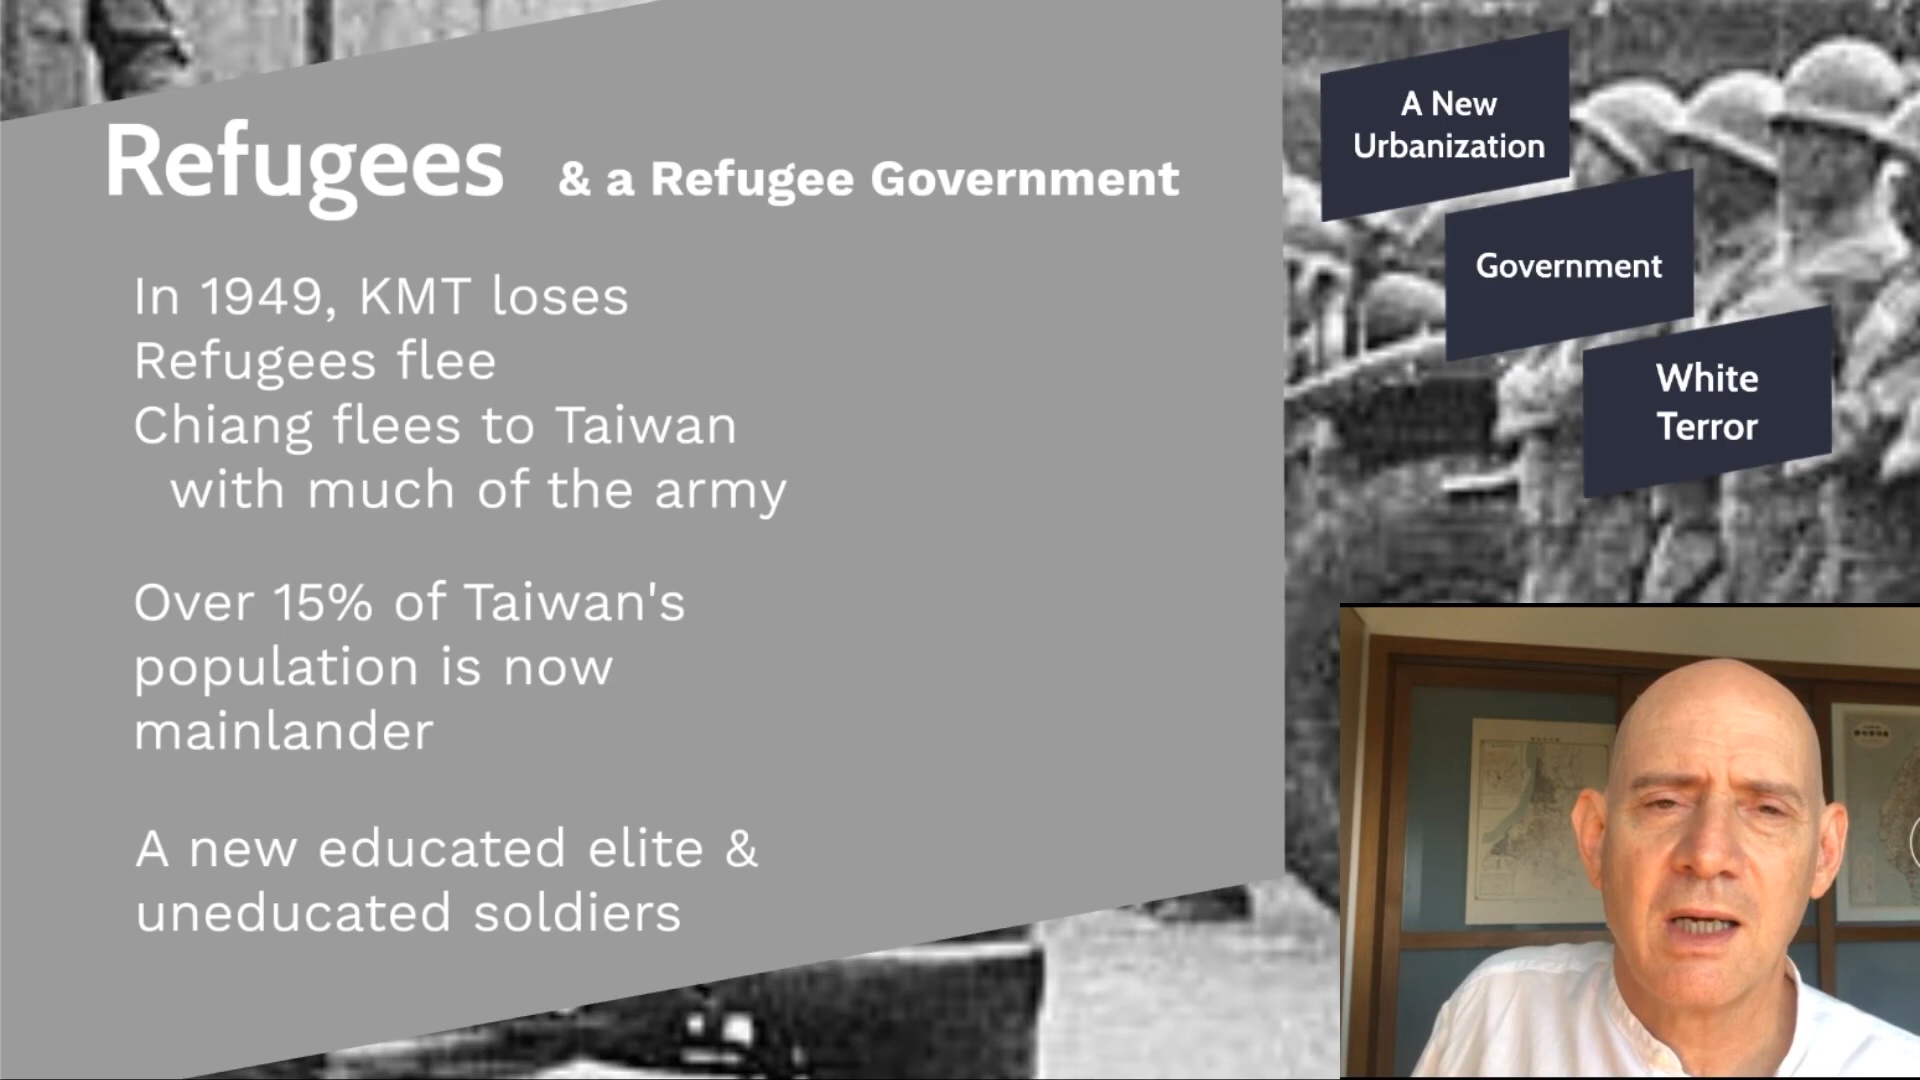 Refugees & a Refugee Government
In 1949, KMT loses
Refugees flee
Chiang flees to Taiwan
with much of the army
Over 15% of Taiwan's
population is now
mainlander
A new educated elite &
uneducated soldiers
A New
Urbanization
Government
White
Terror